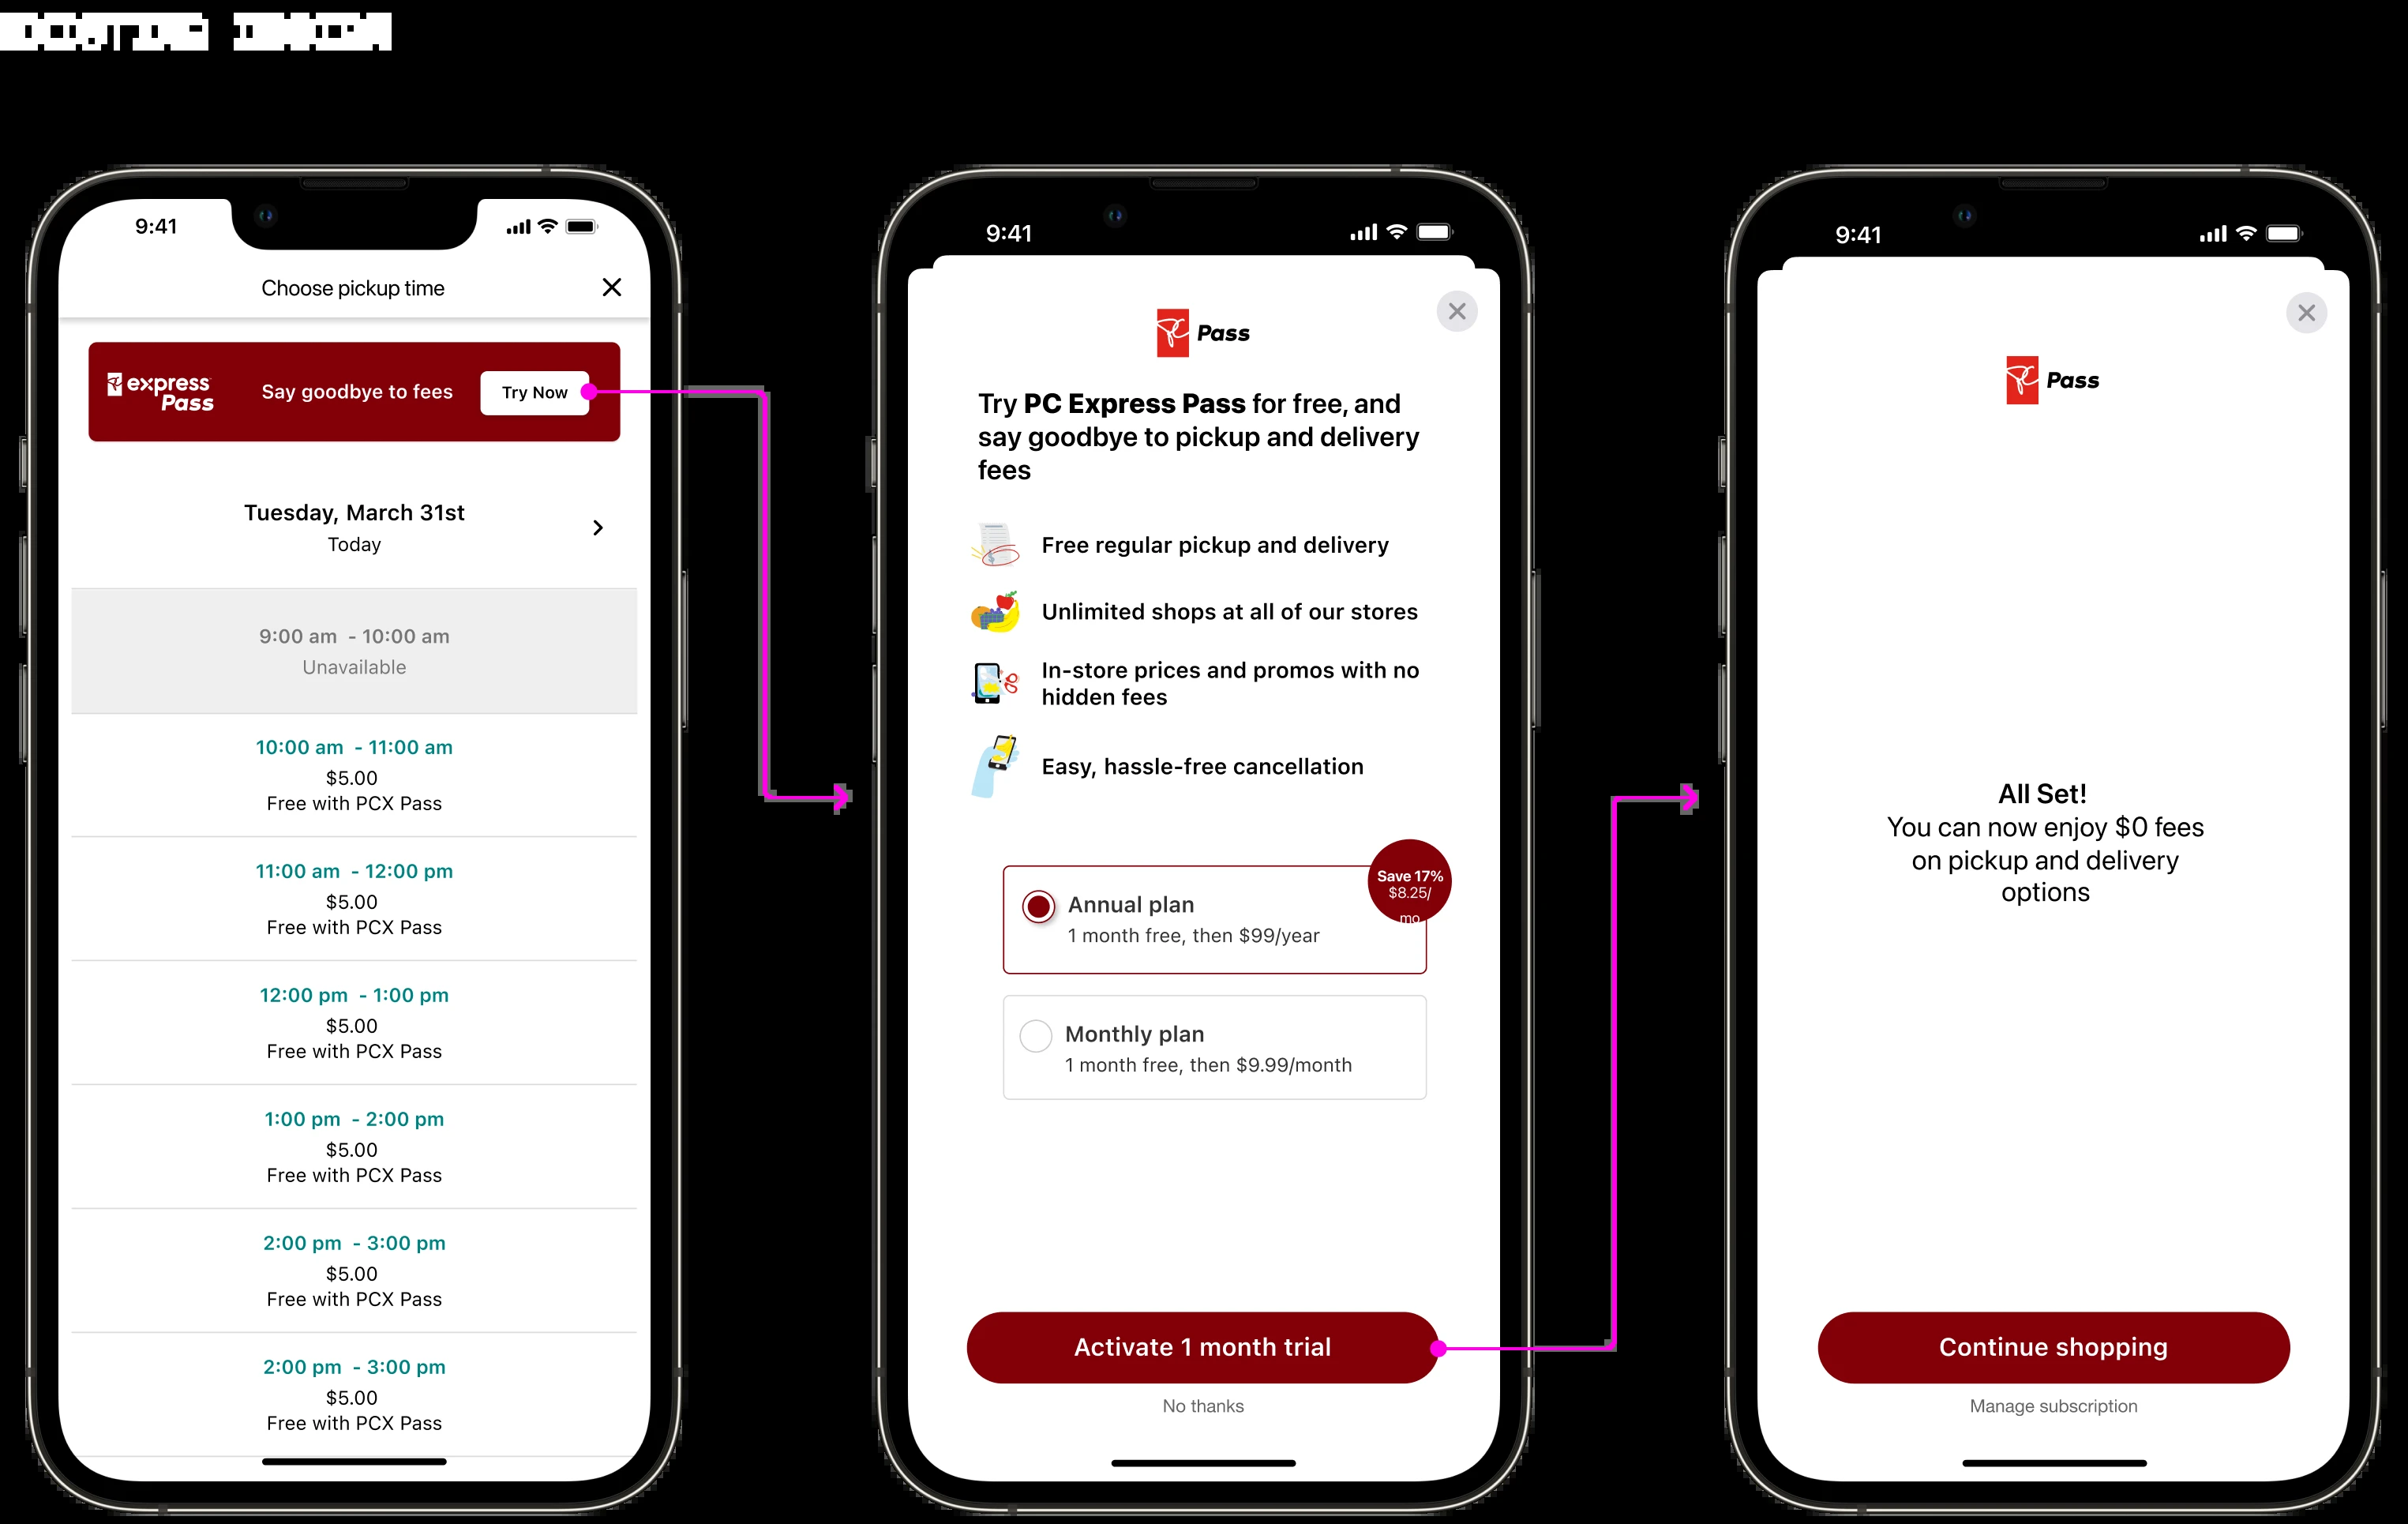 9:41
Choose pickup time
express
Pass
Say goodbye to fees
Try Now
Tuesday, March 31st
Today
9:00 am - 10:00 am
Unavailable
10:00 am - 11:00 am
$5.00
Free with PCX Pass
11:00 am - 12:00 pm
$5.00
Free with PCX Pass
12:00 pm - 1:00 pm
$5.00
Free with PCX Pass
1:00 pm - 2:00 pm
$5.00
Free with PCX Pass
2:00 pm - 3:00 pm
$5.00
Free with PCX Pass
2:00 pm - 3:00 pm
$5.00
Free with PCX Pass
9:41
Pass
Try PC Express Pass for free, and
say goodbye to pickup and delivery
fees
Free regular pickup and delivery
Unlimited shops at all of our stores
In-store prices and promos with no
hidden fees
Easy, hassle-free cancellation
Save 17%
$8.25/
mo
Annual plan
1 month free, then $99/year
Monthly plan
1 month free, then $9.99/month
Activate 1 month trial
No thanks
9:41
Pass
All Set!
You can now enjoy $0 fees
on pickup and delivery
options
Continue shopping
Manage subscription